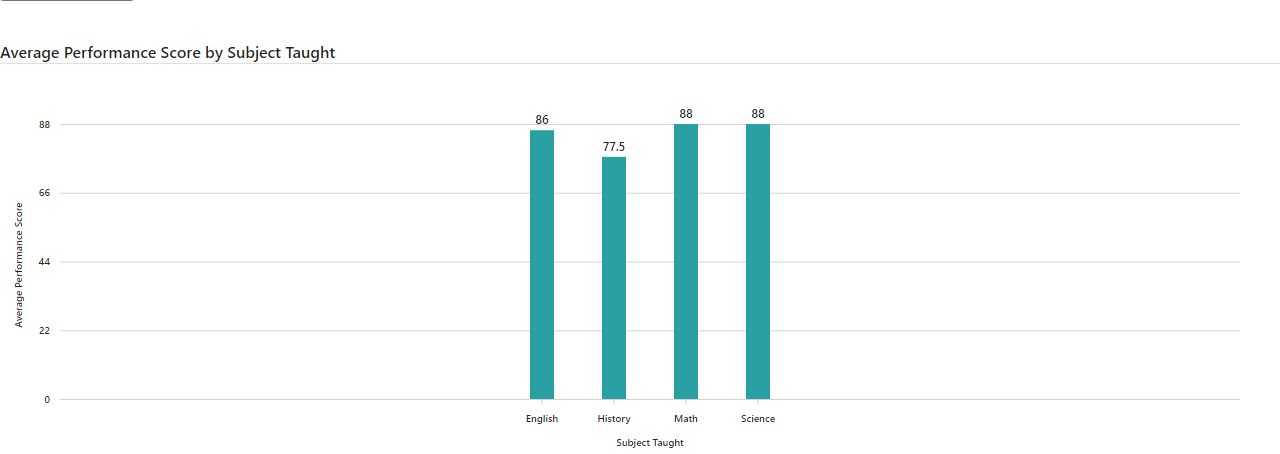 Average Performance Score by Subject Taught
86
77.5
88
88
88
66
44
22
0
Average Performance Score
English
History
Math
Science
Subject Taught